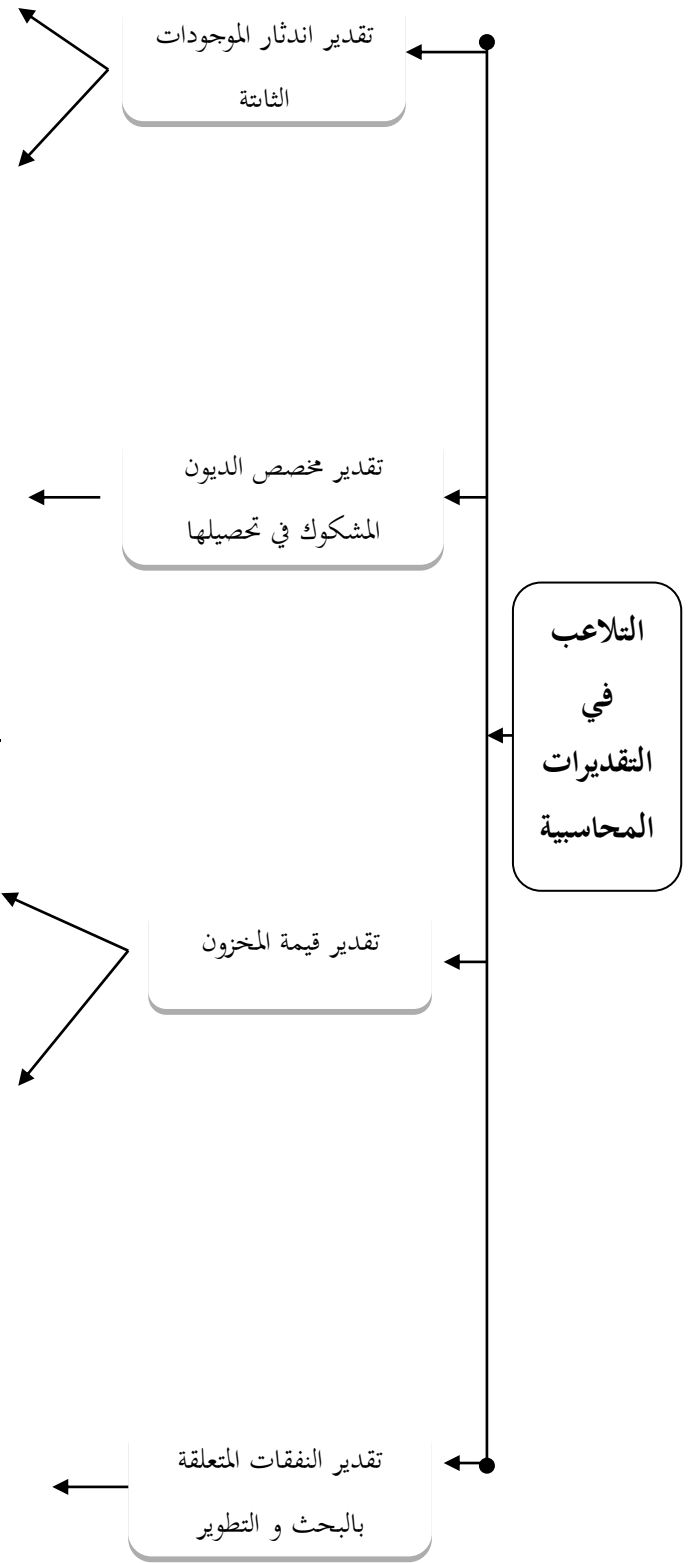 تقدير اندثار الموجودات
الثابتة
تقدير مخصص الديون
المشكوك في تحصيلها
التلاعب
في
التقديرات
المحاسبية
تقدير قيمة المخزون
تقدير النفقات المتعلقة
بالبحث و التطوير